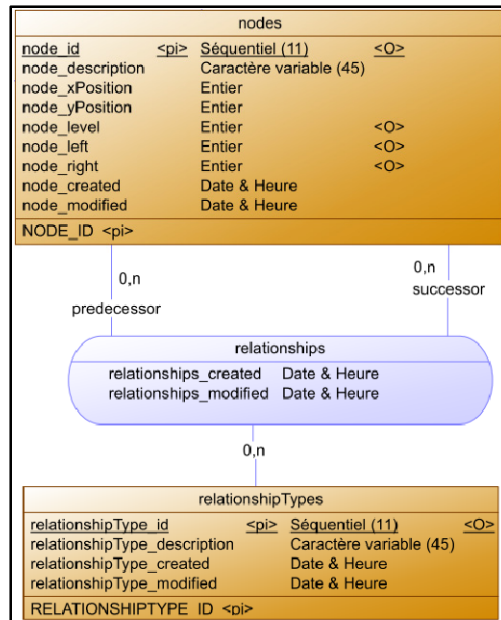 nodes
node_id <pi> Séquentiel (11) <O>
node_description Caractère variable (45)
node_xPosition Entier
node_yPosition Entier
node_level Entier <O>
node_left Entier <O>
node_right Entier <O>
node_created Date & Heure
node_modified Date & Heure
NODE_ID <pi>
0,n 0,n
predecessor successor
relationships
relationships_created Date & Heure
relationships_modified Date & Heure
0,n
relationshipTypes
relationshipType_id <pi> Séquentiel (11) <O>
relationshipType_description Caractère variable (45)
relationshipType_created Date & Heure
relationshipType_modified Date & Heure
RELATIONSHIPTYPE_ID <pi>